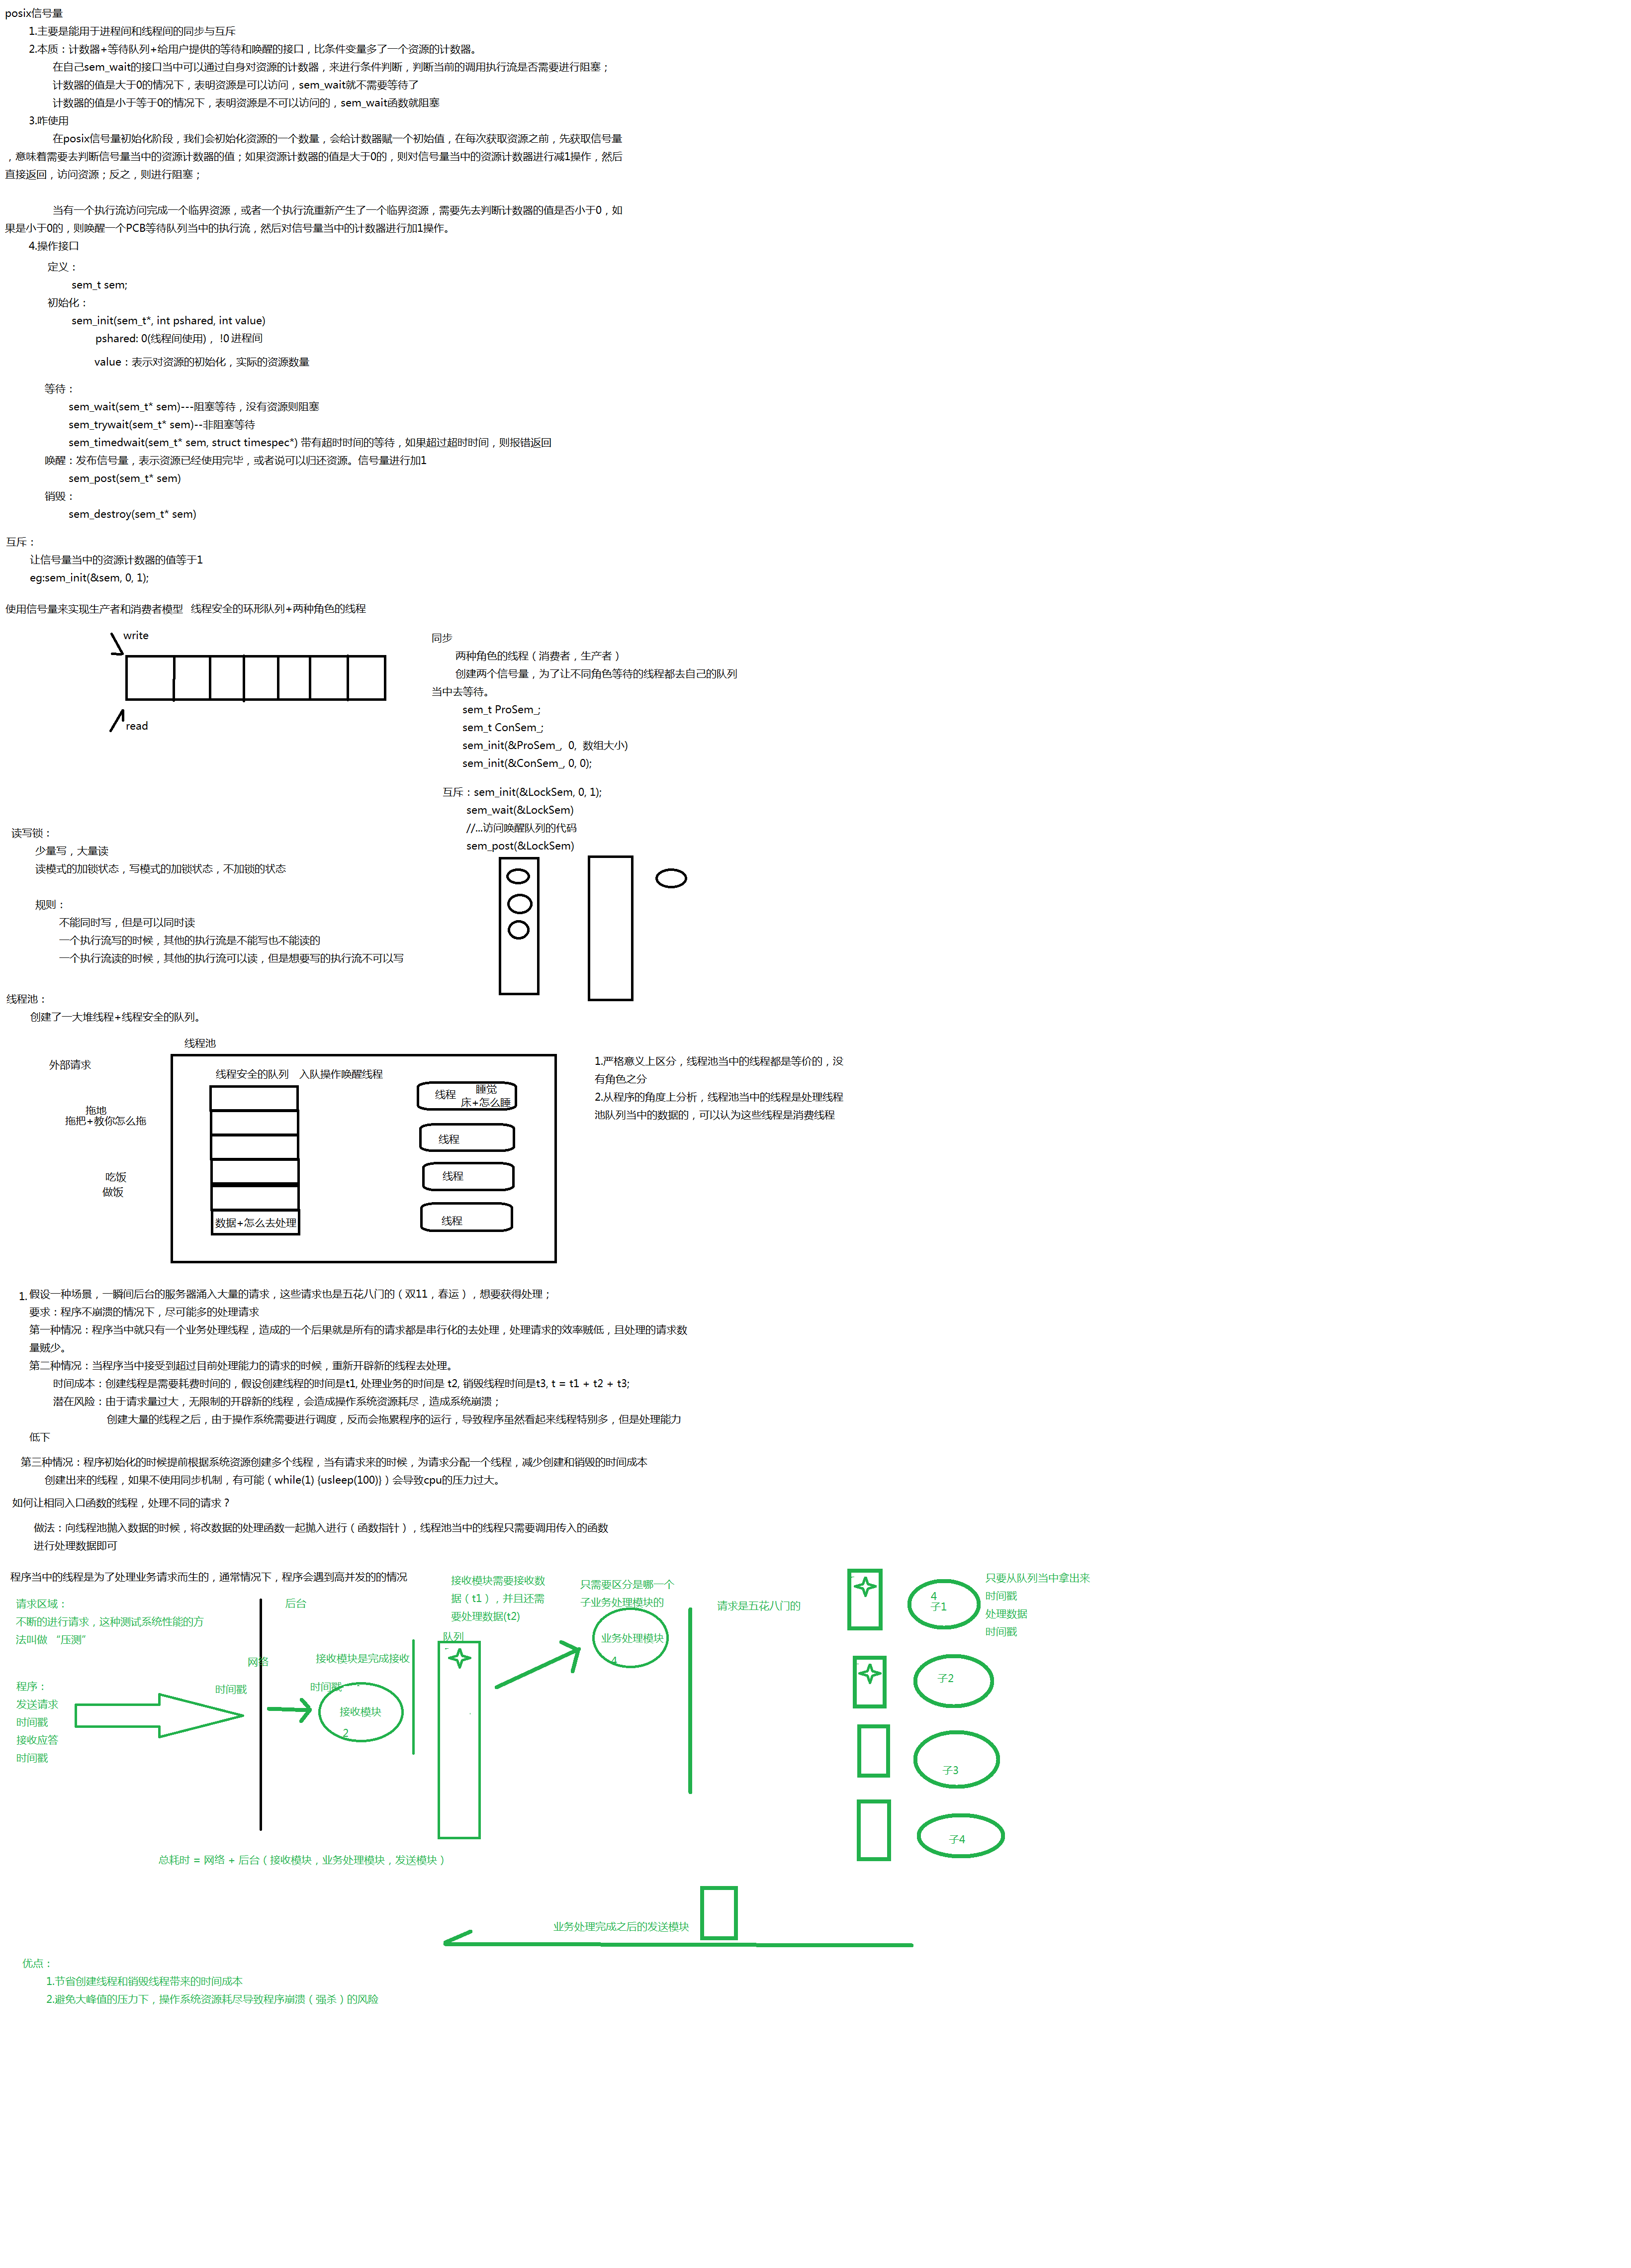 posix信号量
1.主要是能用于进程间和线程间的同步与互斥
2.本质：计数器+等待队列+给用户提供的等待和唤醒的接口，比条件变量多了一个资源的计数器。
在自己sem_wait的接口当中可以通过自身对资源的计数器，来进行条件判断，判断当前的调用执行流是否需要进行阻塞；
计数器的值是大于0的情况下，表明资源是可以访问，sem_wait就不需要等待了
计数器的值是小于等于0的情况下，表明资源是不可以访问的，sem_wait函数就阻塞
3.咋使用
在posix信号量初始化阶段，我们会初始化资源的一个数量，会给计数器赋一个初始值，在每次获取资源之前，先获取信号量
，意味着需要去判断信号量当中的资源计数器的值；如果资源计数器的值是大于0的，则对信号量当中的资源计数器进行减1操作，然后
直接返回，访问资源；反之，则进行阻塞；
当有一个执行流访问完成一个临界资源，或者一个执行流重新产生了一个临界资源，需要先去判断计数器的值是否小于0，如
果是小于0的，则唤醒一个PCB等待队列当中的执行流，然后对信号量当中的计数器进行加1操作。
4.操作接口
定义：
sem_t sem;
初始化：
sem_init(sem_t*, int pshared, int value)
pshared: 0(线程间使用)， !0 进程间
value：表示对资源的初始化，实际的资源数量
等待：
sem_wait(sem_t* sem)---阻塞等待，没有资源则阻塞
sem_trywait(sem_t* sem)--非阻塞等待
sem_timedwait(sem_t* sem, struct timespec*) 带有超时时间的等待，如果超过超时时间，则报错返回
唤醒：发布信号量，表示资源已经使用完毕，或者说可以归还资源。信号量进行加1
sem_post(sem_t* sem)
销毁：
sem_destroy(sem_t* sem)
互斥：
让信号量当中的资源计数器的值等于1
eg:sem_init(&sem, 0, 1);
使用信号量来实现生产者和消费者模型 线程安全的环形队列+两种角色的线程
write
read
同步
两种角色的线程（消费者，生产者）
创建两个信号量，为了让不同角色等待的线程都去自己的队列
当中去等待。
sem_t ProSem_;
sem_t ConSem_;
sem_init(&ProSem_, 0, 数组大小)
sem_init(&ConSem_, 0, 0);
互斥：sem_init(&LockSem, 0, 1);
sem_wait(&LockSem)
//...访问唤醒队列的代码
sem_post(&LockSem)
读写锁：
少量写，大量读
读模式的加锁状态，写模式的加锁状态，不加锁的状态
规则：
不能同时写，但是可以同时读
一个执行流写的时候，其他的执行流是不能写也不能读的
一个执行流读的时候，其他的执行流可以读，但是想要写的执行流不可以写
线程池：
创建了一大堆线程+线程安全的队列。
线程池
外部请求
线程安全的队列 入队操作唤醒线程
拖地
拖把+教你怎么拖
吃饭
做饭
数据+怎么去处理
线程 睡觉
床+怎么睡
线程
线程
线程
1.严格意义上区分，线程池当中的线程都是等价的，没
有角色之分
2.从程序的角度上分析，线程池当中的线程是处理线程
池队列当中的数据的，可以认为这些线程是消费线程
1. 假设一种场景，一瞬间后台的服务器涌入大量的请求，这些请求也是五花八门的（双11，春运），想要获得处理；
要求：程序不崩溃的情况下，尽可能多的处理请求
第一种情况：程序当中就只有一个业务处理线程，造成的一个后果就是所有的请求都是串行化的去处理，处理请求的效率贼低，且处理的请求数
量贼少。
第二种情况：当程序当中接受到超过目前处理能力的请求的时候，重新开辟新的线程去处理。
时间成本：创建线程是需要耗费时间的，假设创建线程的时间是t1, 处理业务的时间是 t2, 销毁线程时间是t3, t = t1 + t2 + t3;
潜在风险：由于请求量过大，无限制的开辟新的线程，会造成操作系统资源耗尽，造成系统崩溃；
创建大量的线程之后，由于操作系统需要进行调度，反而会拖累程序的运行，导致程序虽然看起来线程特别多，但是处理能力
低下
第三种情况：程序初始化的时候提前根据系统资源创建多个线程，当有请求来的时候，为请求分配一个线程，减少创建和销毁的时间成本
创建出来的线程，如果不使用同步机制，有可能（while(1) {usleep(100)}）会导致cpu的压力过大。
如何让相同入口函数的线程，处理不同的请求？
做法：向线程池抛入数据的时候，将改数据的处理函数一起抛入进行（函数指针），线程池当中的线程只需要调用传入的函数
进行处理数据即可
程序当中的线程是为了处理业务请求而生的，通常情况下，程序会遇到高并发的的情况
请求区域：
不断的进行请求，这种测试系统性能的方
法叫做 “压测”
程序：
发送请求
时间戳
接收应答
时间戳
时间戳
网络
后台
接收模块是完成接收
时间戳
接收模块
2
接收模块需要接收数
据（t1），并且还需
要处理数据(t2)
队列
只需要区分是哪一个
子业务处理模块的
业务处理模块
4
请求是五花八门的
4
子1
子2
子3
子4
只要从队列当中拿出来
时间戳
处理数据
时间戳
总耗时 = 网络 + 后台（接收模块，业务处理模块，发送模块）
业务处理完成之后的发送模块
优点：
1.节省创建线程和销毁线程带来的时间成本
2.避免大峰值的压力下，操作系统资源耗尽导致程序崩溃（强杀）的风险